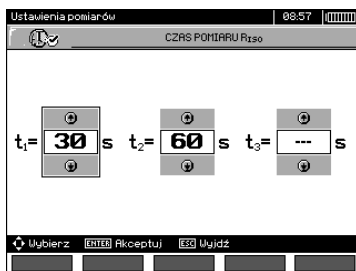 Ustawienia pomiarów 08:57
CZAS POMIARU RISO
t1= 30 s t2= 60 s t3= --- s
Wybierz ENTER Akceptuj ESC Wyjdź